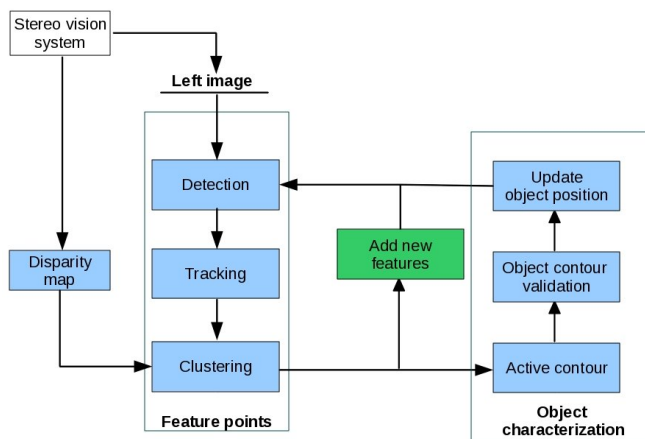 Stereo vision
system
Left image
Detection
Update
object position
Add new
features
Disparity
map
Tracking
Object contour
validation
Clustering
Active contour
Feature points
Object
characterization